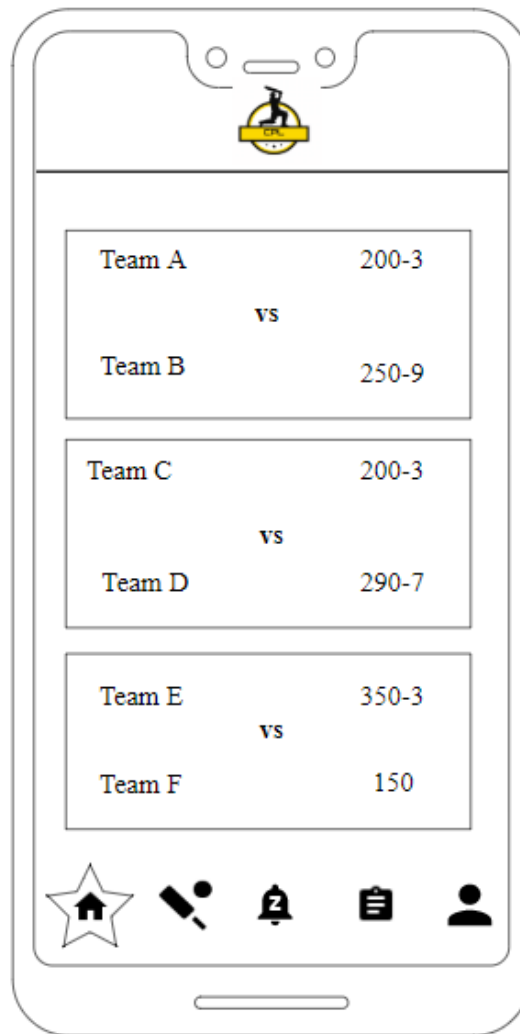 CPL
Team A 200-3
vs
Team B 250-9
Team C 200-3
vs
Team D 290-7
Team E 350-3
vs
Team F 150
Z